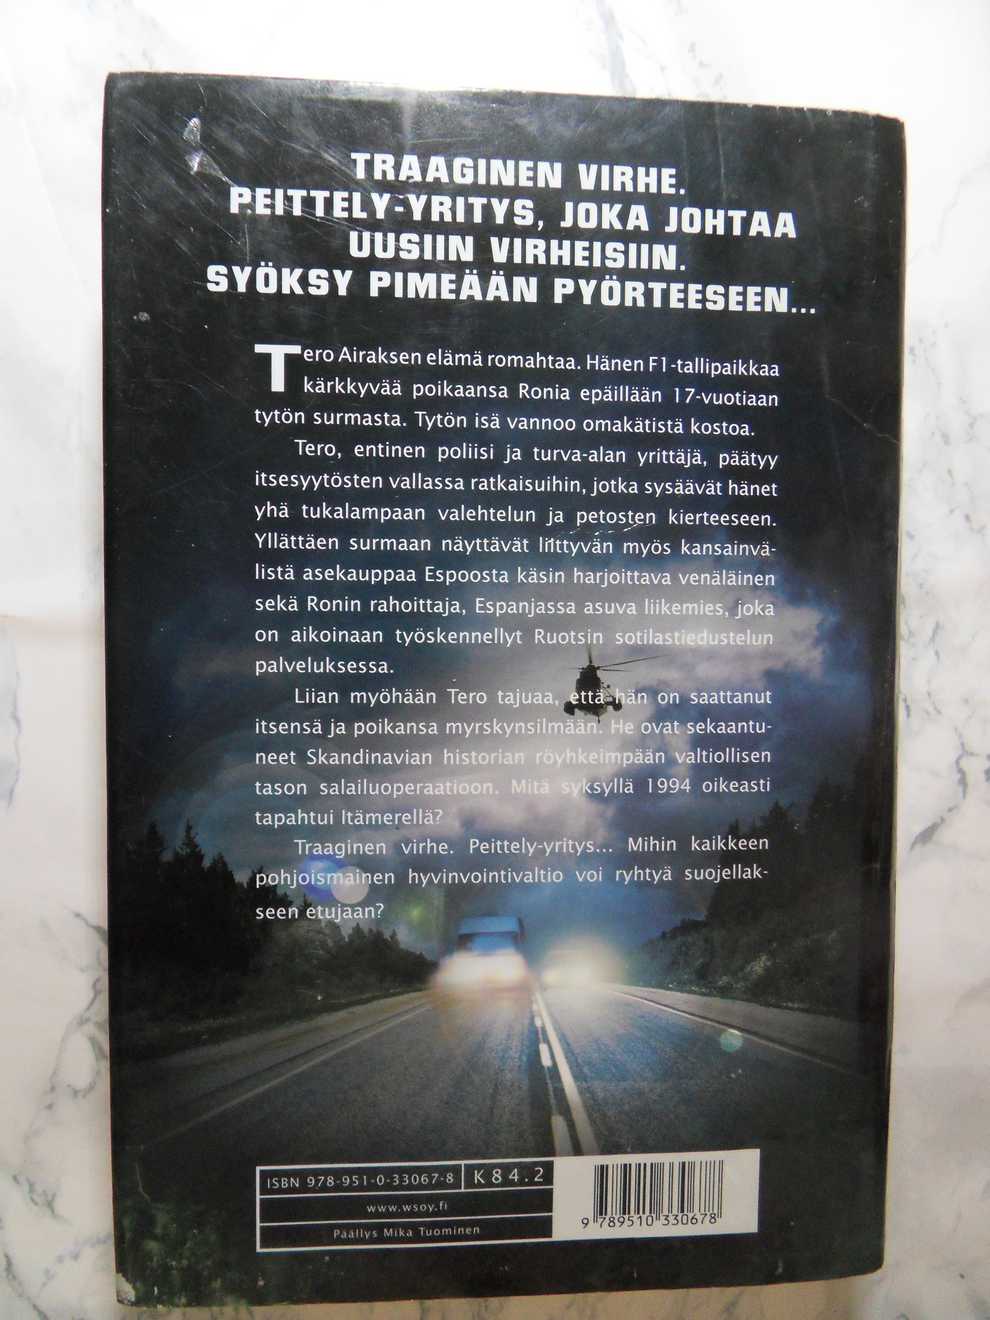 TRAAGINEN VIRHE.
PEITTELY-YRITYS, JOKA JOHTAA
UUSIIN VIRHEISIIN.
SYÖKSY PIMEÄÄN PYÖRTEESEEN...
Tero Airaksen elämä romahtaa. Hänen F1-tallipaikkaa
kärkkyvää poikaansa Ronia epäillään 17-vuotiaan
tytön surmasta. Tytön isä vannoo omakätistä kostoa.
Tero, entinen poliisi ja turva-alan yrittäjä, päätyy
itsesyytösten vallassa ratkaisuihin, jotka sysäävät hänet
yhä tukalampaan valehtelun ja petosten kierteeseen.
Yllättäen surmaan näyttävät liittyvän myös kansainvä-
listä asekauppaa Espoosta käsin harjoittava venäläinen
sekä Ronin rahoittaja, Espanjassa asuva liikemies, joka
on aikoinaan työskennellyt Ruotsin sotilastiedustelun
palveluksessa.
Liian myöhään Tero tajuaa, että hän on saattanut
itsensä ja poikansa myrskynsilmään. He ovat sekaantu-
neet Skandinavian historian röyhkeimpään valtiollisen
tason salailuoperaatioon. Mitä syksyllä 1994 oikeasti
tapahtui Itämerellä?
Traaginen virhe. Peittely-yritys... Mihin kaikkeen
pohjoismainen hyvinvointivaltio voi ryhtyä suojellak-
seen etujaan?
ISBN 978-951-0-33067-8 K84.2
www.wsoy.fi
Päällys Mika Tuominen
9 789510 330678